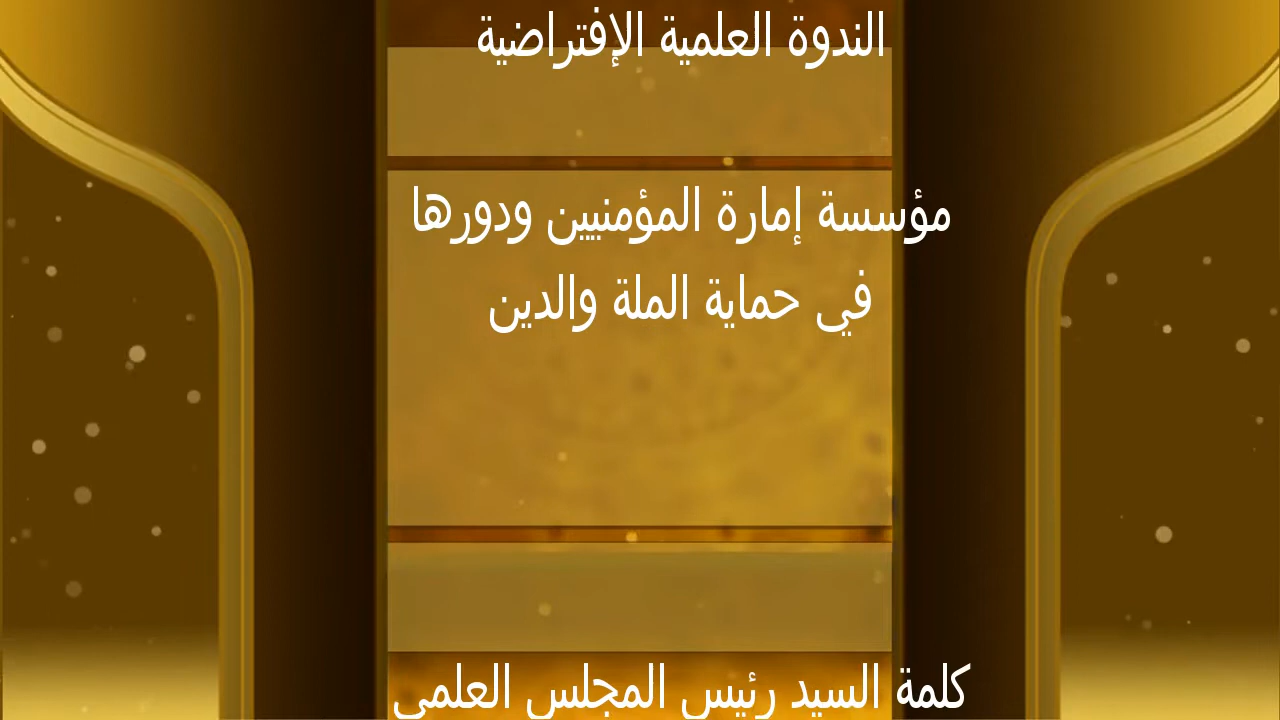 الندوة العلمية الإفتراضية
مؤسسة إمارة المؤمنيين ودورها
في حماية الملة والدين
كلمة السيد رئيس المجلس العلمي